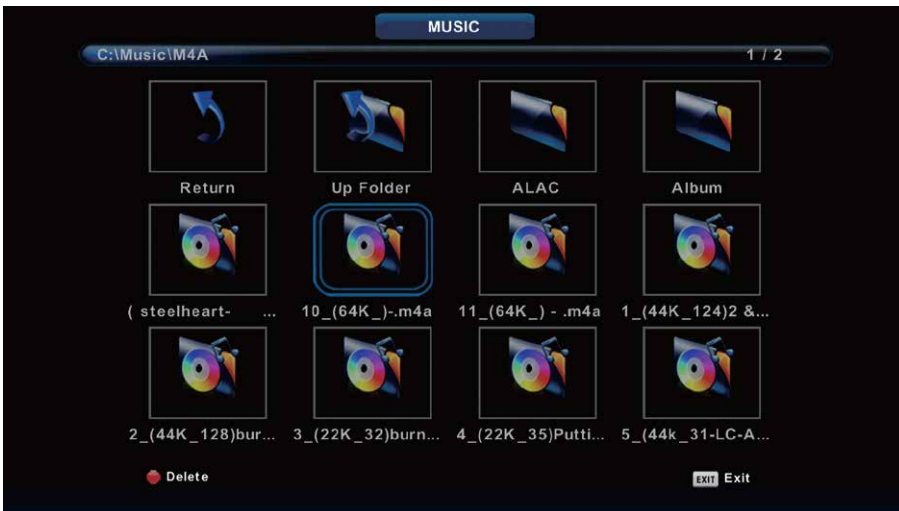 MUSIC
C:\Music\M4A 1 / 2
Return Up Folder ALAC Album
( steelheart- ... 10_(64K_)-.m4a 11_(64K_) - .m4a 1_(44K_124)2 &...
2_(44K_128)bur... 3_(22K_32)burn... 4_(22K_35)Putti... 5_(44k_31-LC-A...
Delete EXIT Exit